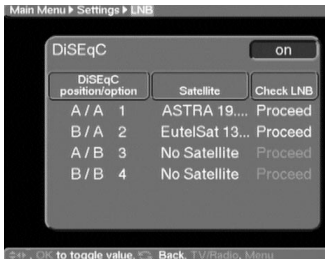 Main Menu ▸ Settings ▸ LNB
DiSEqC on
DiSEqC position/option Satellite Check LNB
A / A 1 ASTRA 19.... Proceed
B / A 2 EutelSat 13... Proceed
A / B 3 No Satellite Proceed
B / B 4 No Satellite Proceed
, OK to toggle value, Back, TV/Radio, Menu